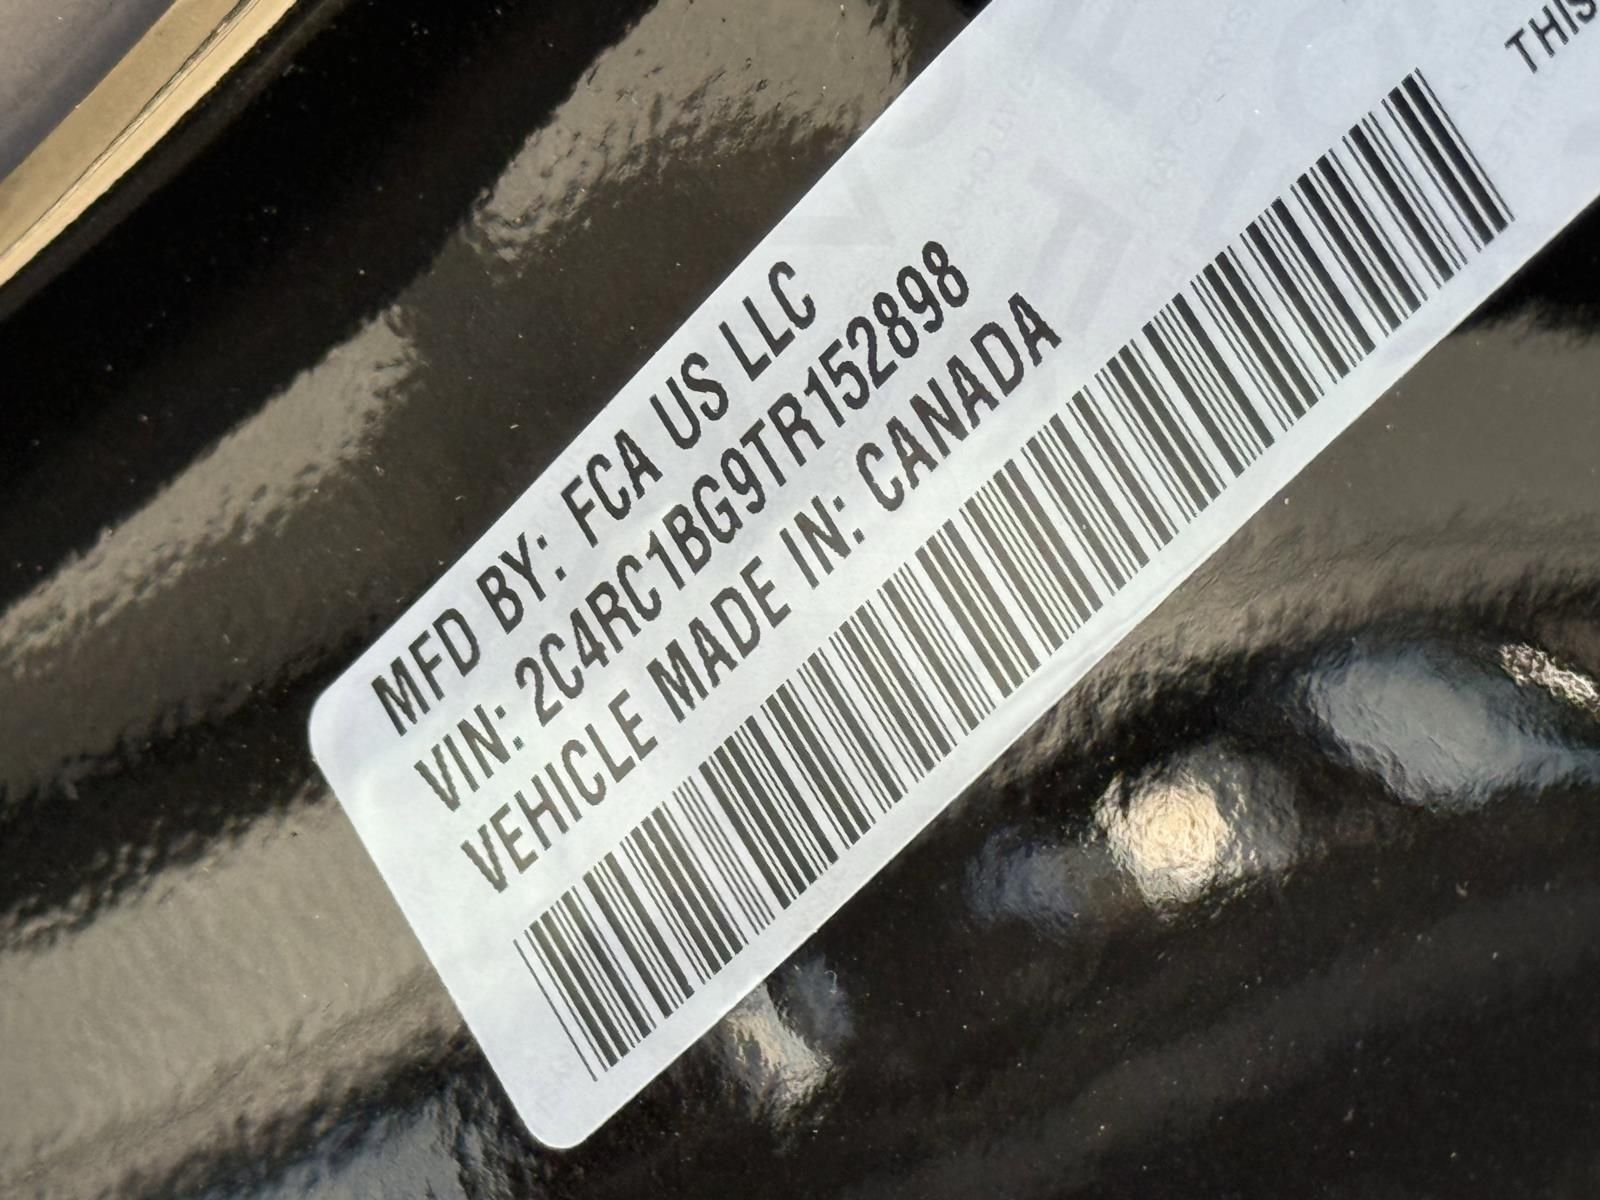 MFD BY: FCA US LLC
VIN: 2C4RC1BG9TR152898
VEHICLE MADE IN: CANADA
THIS